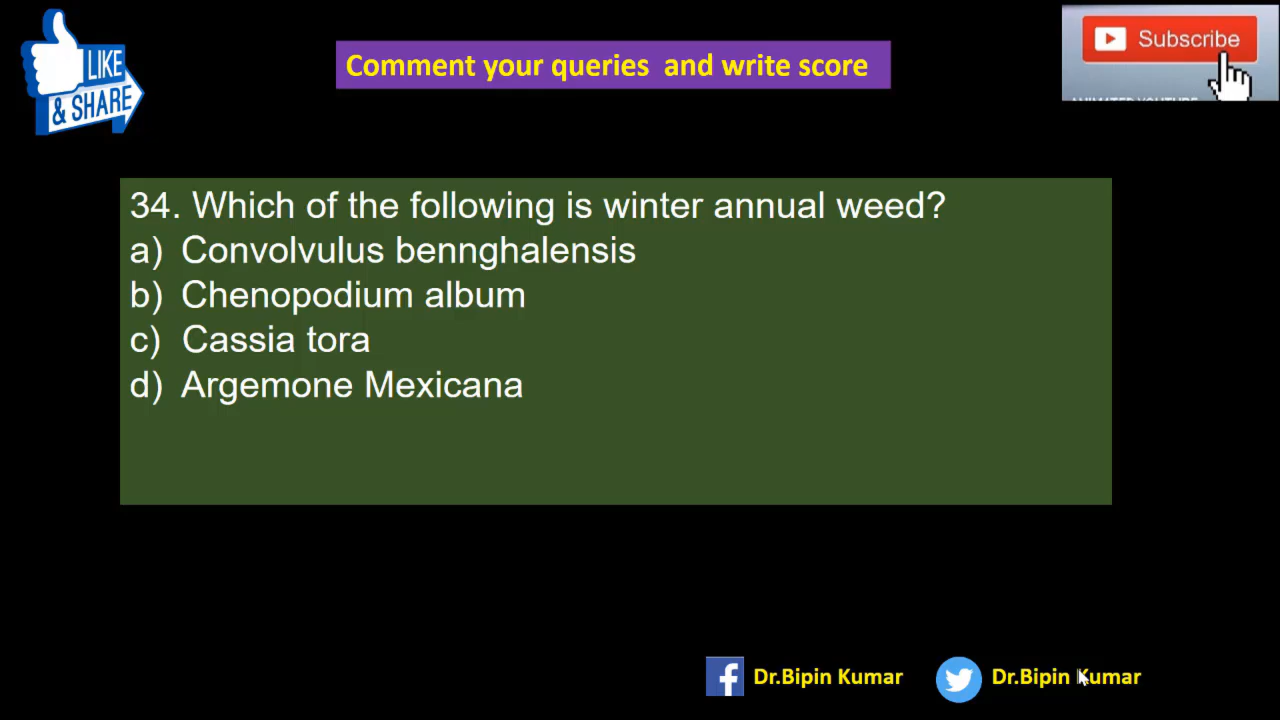 LIKE
& SHARE
Comment your queries and write score
Subscribe
34. Which of the following is winter annual weed?
a) Convolvulus bennghalensis
b) Chenopodium album
c) Cassia tora
d) Argemone Mexicana
Dr.Bipin Kumar
Dr.Bipin Kumar